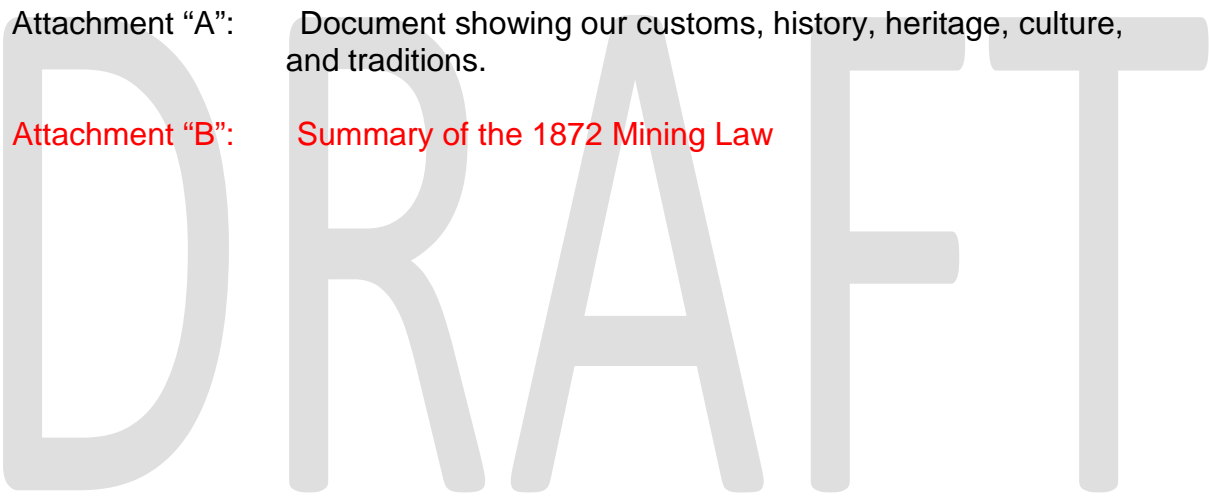 Attachment “A”: Document showing our customs, history, heritage, culture,
and traditions.
Attachment “B”: Summary of the 1872 Mining Law
DRAFT